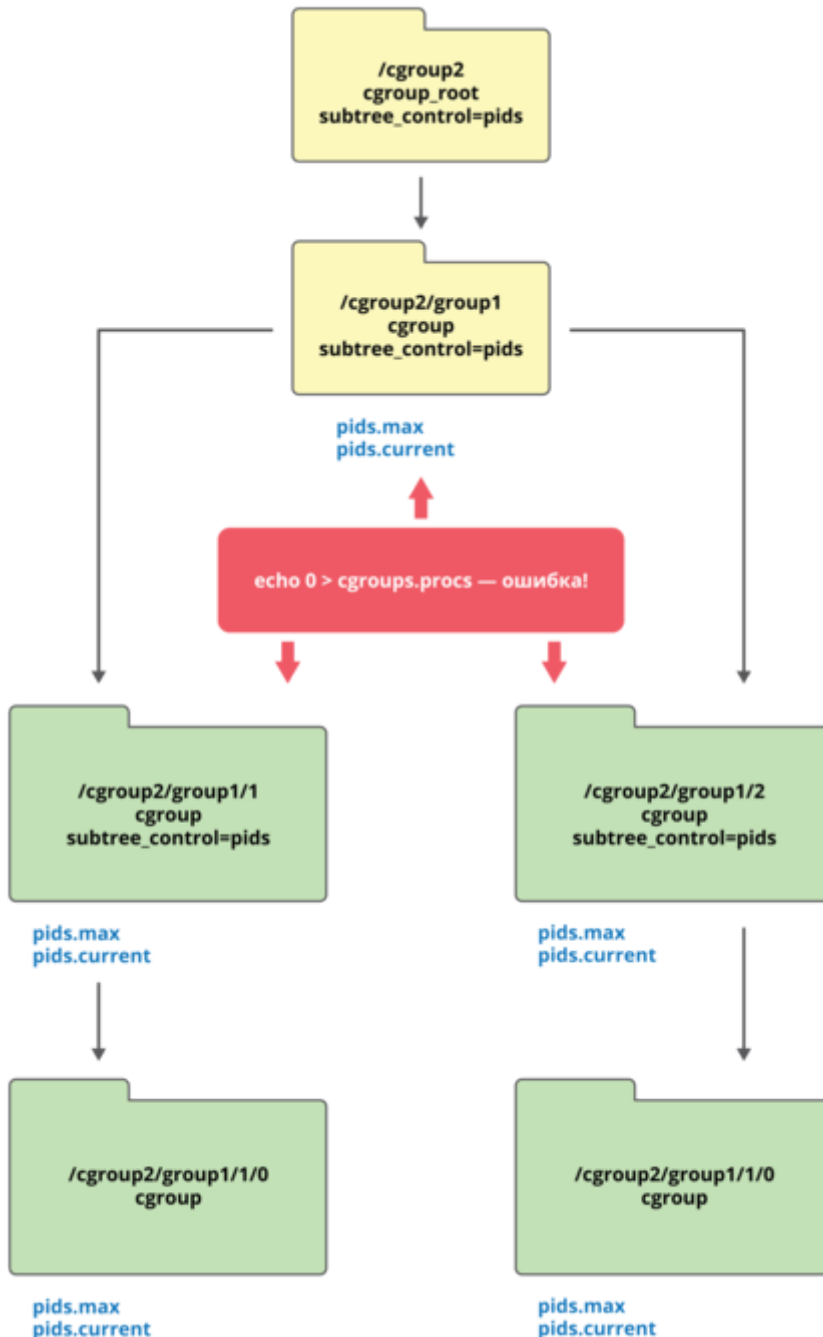 /cgroup2
cgroup_root
subtree_control=pids
/cgroup2/group1
cgroup
subtree_control=pids
pids.max
pids.current
echo 0 > cgroups.procs — ошибка!
/cgroup2/group1/1
cgroup
subtree_control=pids
pids.max
pids.current
/cgroup2/group1/2
cgroup
subtree_control=pids
pids.max
pids.current
/cgroup2/group1/1/0
cgroup
pids.max
pids.current
/cgroup2/group1/1/0
cgroup
pids.max
pids.current